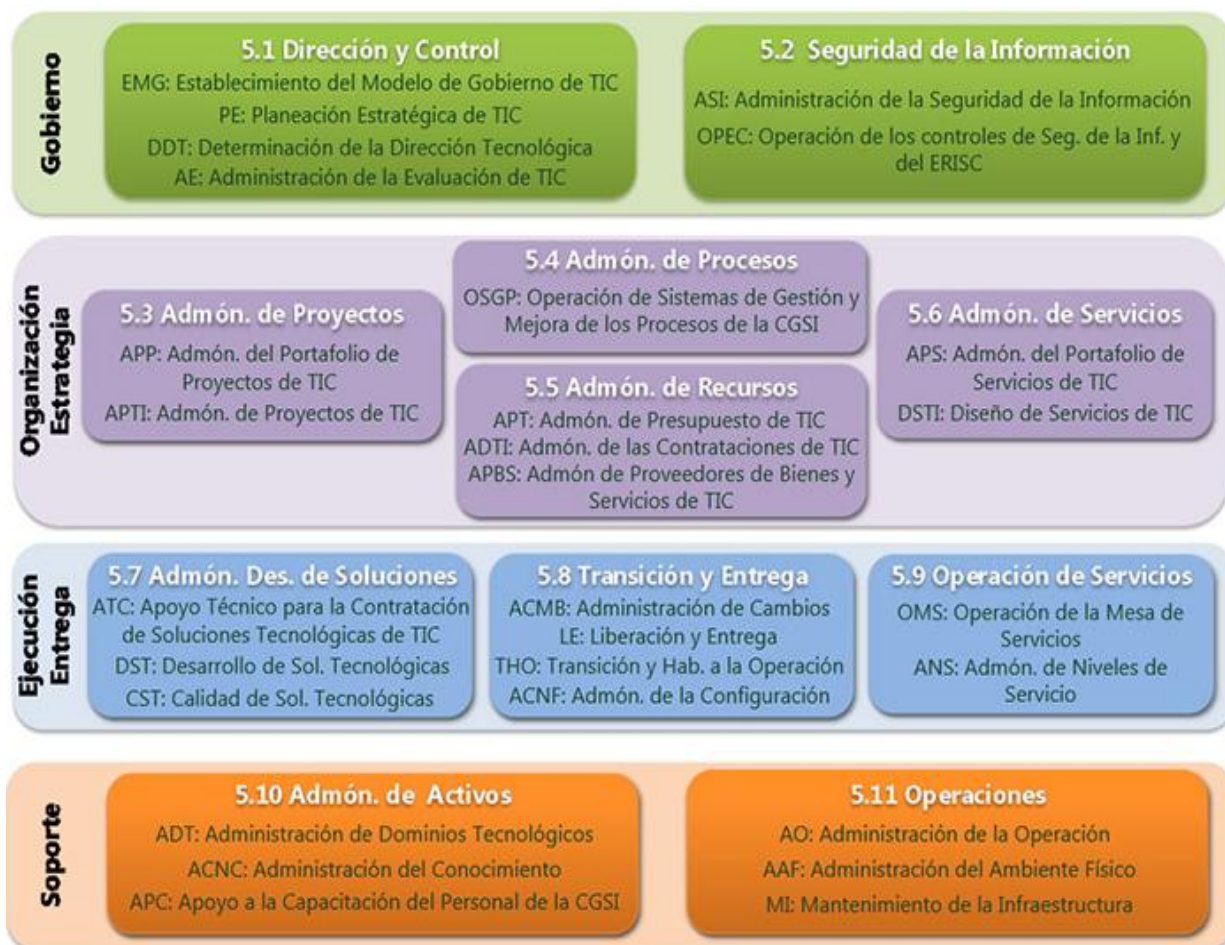 Gobierno
5.1 Dirección y Control
EMG: Establecimiento del Modelo de Gobierno de TIC
PE: Planeación Estratégica de TIC
DDT: Determinación de la Dirección Tecnológica
AE: Administración de la Evaluación de TIC
5.2 Seguridad de la Información
ASI: Administración de la Seguridad de la Información
OPEC: Operación de los controles de Seg. de la Inf. y
del ERISC
Organización
Estrategia
5.3 Admón. de Proyectos
APP: Admón. del Portafolio de
Proyectos de TIC
APTI: Admón. de Proyectos de TIC
5.4 Admón. de Procesos
OSGP: Operación de Sistemas de Gestión y
Mejora de los Procesos de la CGSI
5.5 Admón. de Recursos
APT: Admón. de Presupuesto de TIC
ADTI: Admón. de las Contrataciones de TIC
APBS: Admón de Proveedores de Bienes y
Servicios de TIC
5.6 Admón. de Servicios
APS: Admón. del Portafolio de
Servicios de TIC
DSTI: Diseño de Servicios de TIC
Ejecución
Entrega
5.7 Admón. Des. de Soluciones
ATC: Apoyo Técnico para la Contratación
de Soluciones Tecnológicas de TIC
DST: Desarrollo de Sol. Tecnológicas
CST: Calidad de Sol. Tecnológicas
5.8 Transición y Entrega
ACMB: Administración de Cambios
LE: Liberación y Entrega
THO: Transición y Hab. a la Operación
ACNF: Admón. de la Configuración
5.9 Operación de Servicios
OMS: Operación de la Mesa de
Servicios
ANS: Admón. de Niveles de
Servicio
Soporte
5.10 Admón. de Activos
ADT: Administración de Dominios Tecnológicos
ACNC: Administración del Conocimiento
APC: Apoyo a la Capacitación del Personal de la CGSI
5.11 Operaciones
AO: Administración de la Operación
AAF: Administración del Ambiente Físico
MI: Mantenimiento de la Infraestructura